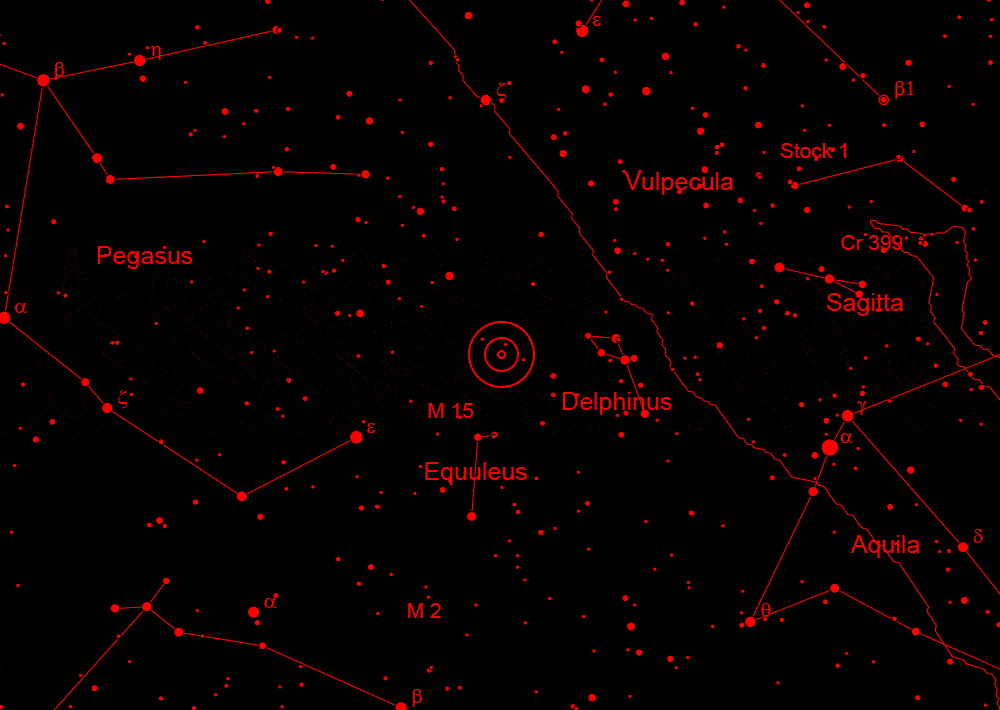 ε
η
β
β1
ζ
Stock 1
Vulpecula
Cr 399
Pegasus
Sagitta
α
ζ
Delphinus
γ
M 15
ε
α
Equuleus
δ
Aquila
α
M 2
θ
β